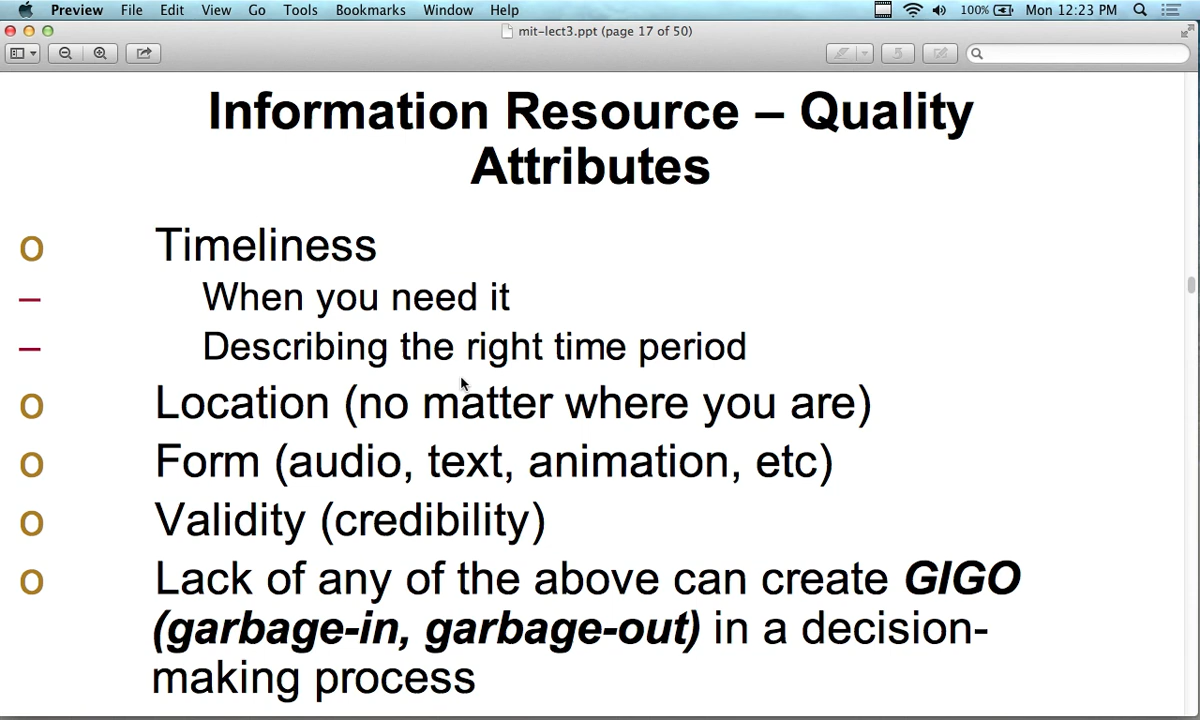 Preview File Edit View Go Tools Bookmarks Window Help 100% Mon 12:23 PM
mit-lect3.ppt (page 17 of 50)
Information Resource – Quality
Attributes
o Timeliness
– When you need it
– Describing the right time period
o Location (no matter where you are)
o Form (audio, text, animation, etc)
o Validity (credibility)
o Lack of any of the above can create GIGO
(garbage-in, garbage-out) in a decision-
making process